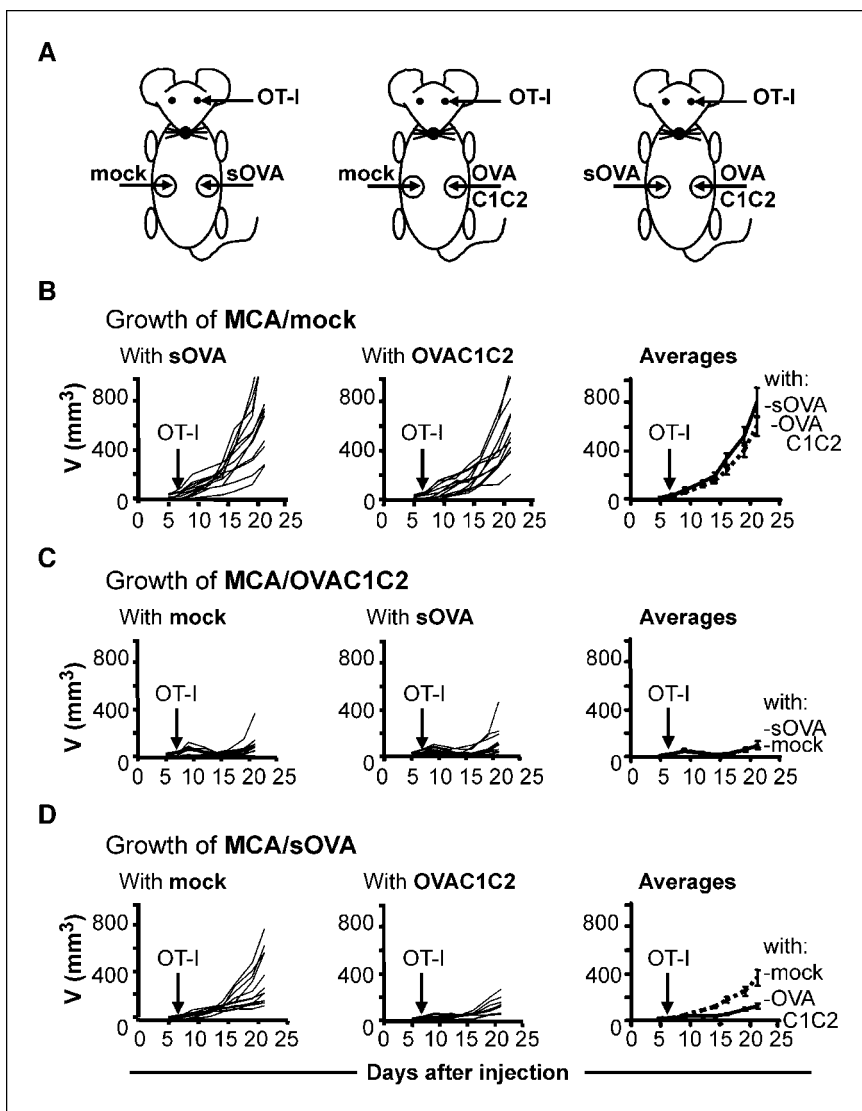 A
OT-I OT-I OT-I
mock sOVA mock OVA C1C2 sOVA OVA C1C2
B
Growth of MCA/mock
With sOVA With OVAC1C2 Averages
V (mm³)
800
400
0
OT-I
0 5 10 15 20 25
800
400
0
OT-I
0 5 10 15 20 25
800
400
0
OT-I
0 5 10 15 20 25
with:
-sOVA
-OVA
C1C2
C
Growth of MCA/OVAC1C2
With mock With sOVA Averages
V (mm³)
800
400
0
OT-I
0 5 10 15 20 25
800
400
0
OT-I
0 5 10 15 20 25
800
400
0
OT-I
0 5 10 15 20 25
with:
-sOVA
-mock
D
Growth of MCA/sOVA
With mock With OVAC1C2 Averages
V (mm³)
800
400
0
OT-I
0 5 10 15 20 25
800
400
0
OT-I
0 5 10 15 20 25
800
400
0
OT-I
0 5 10 15 20 25
with:
-mock
-OVA
C1C2
Days after injection